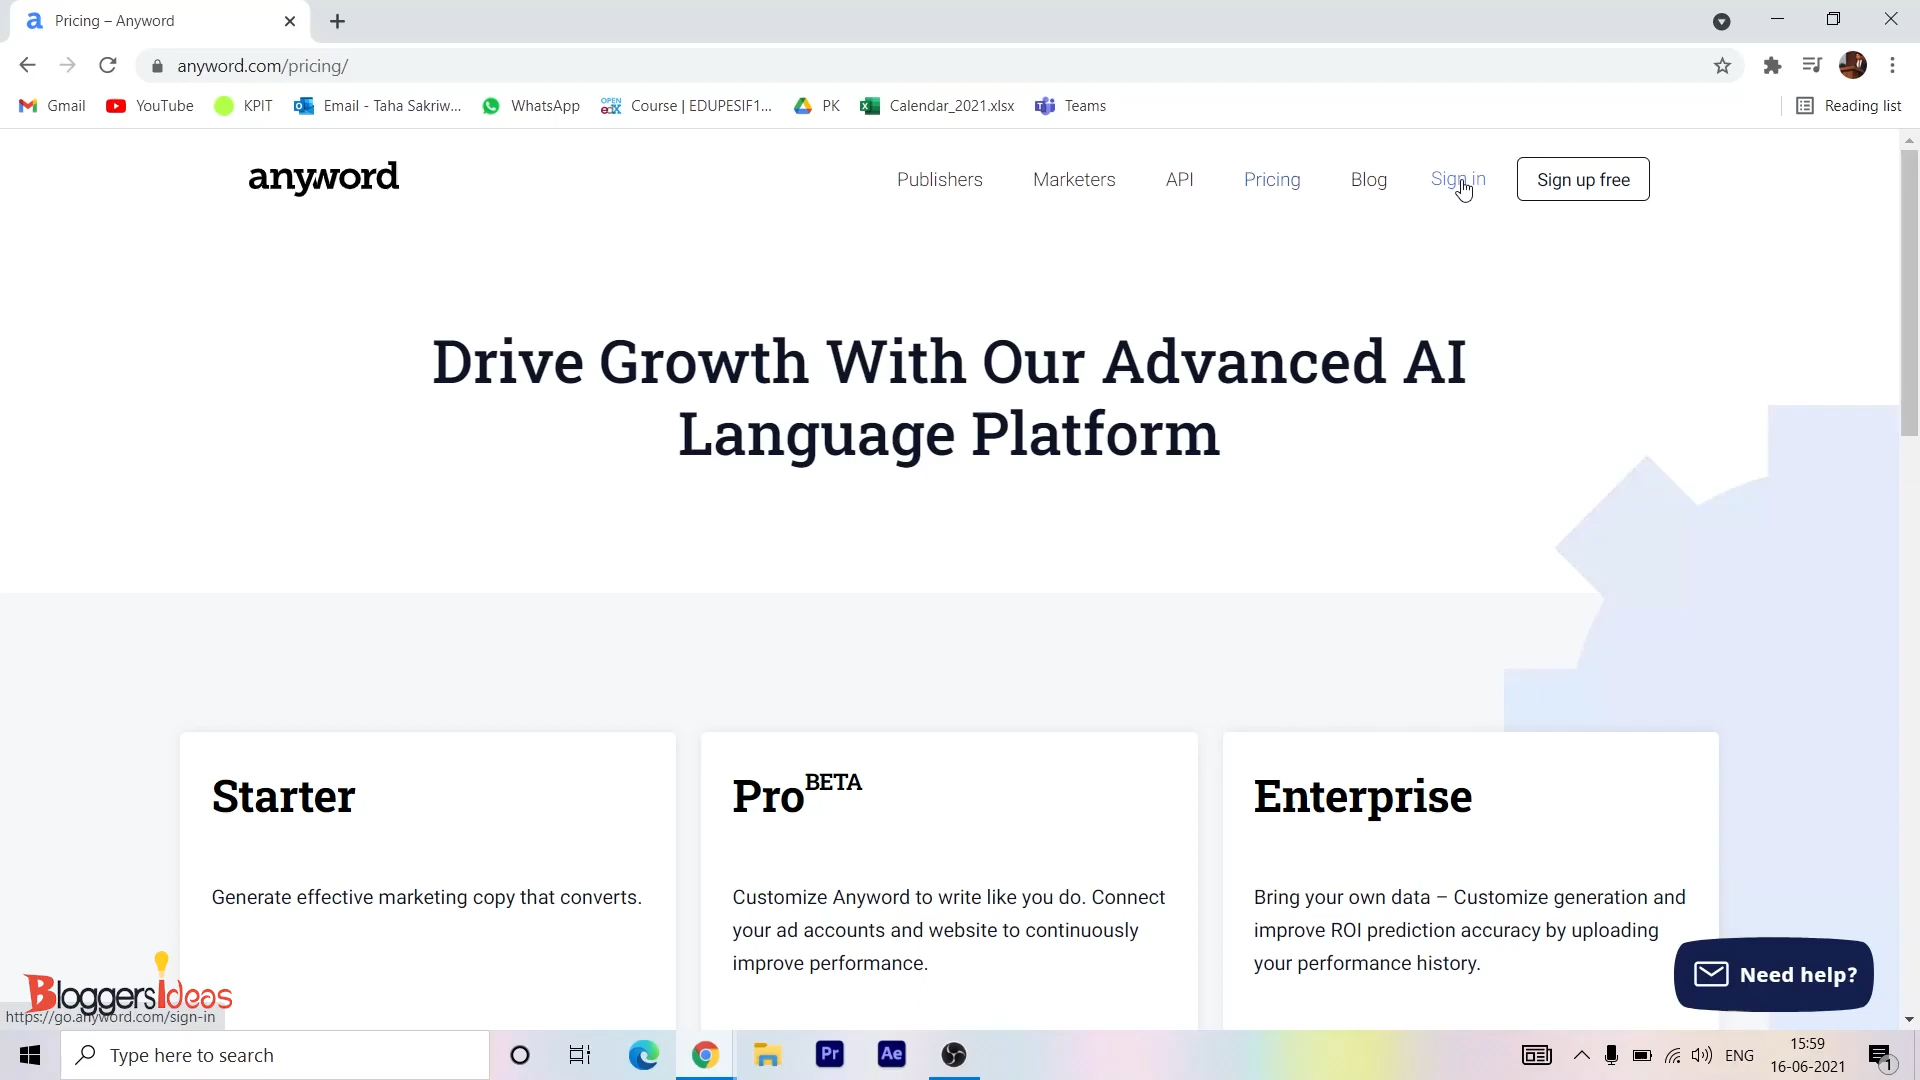 Pricing – Anyword
anyword.com/pricing/
Gmail YouTube KPIT Email - Taha Sakriw... WhatsApp OPEN edX Course | EDUPESIF1... PK Calendar_2021.xlsx Teams Reading list
anyword Publishers Marketers API Pricing Blog Sign in Sign up free
Drive Growth With Our Advanced AI
Language Platform
Starter
Generate effective marketing copy that converts.
Pro BETA
Customize Anyword to write like you do. Connect
your ad accounts and website to continuously
improve performance.
Enterprise
Bring your own data – Customize generation and
improve ROI prediction accuracy by uploading
your performance history.
Need help?
BloggersIdeas
https://go.anyword.com/sign-in
Type here to search
Pr
Ae
ENG
15:59
16-06-2021
1